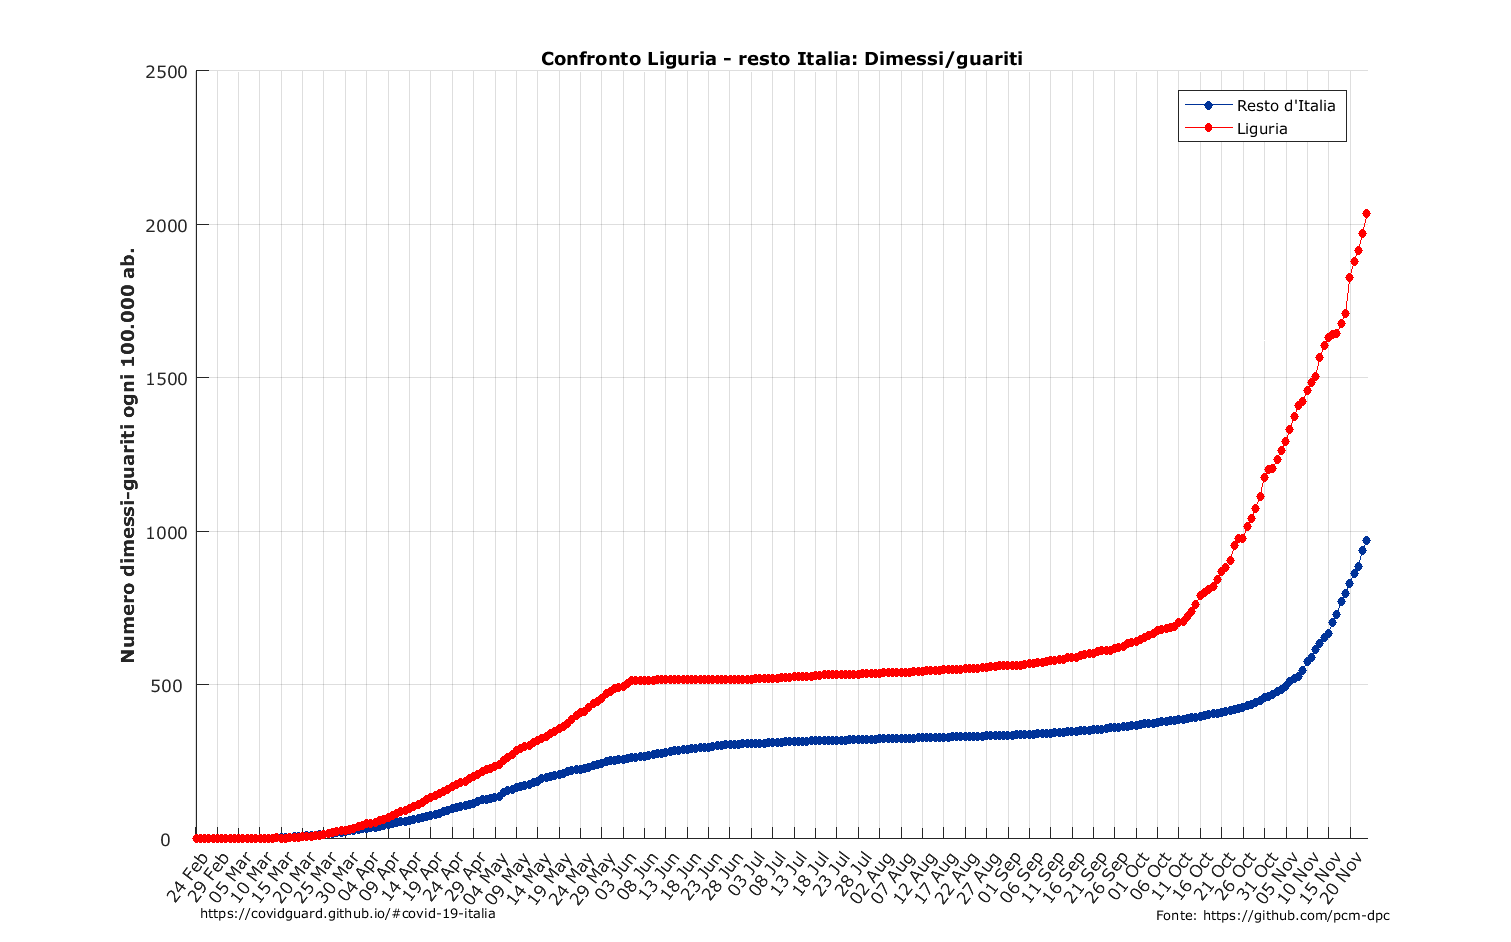 Confronto Liguria - resto Italia: Dimessi/guariti
Resto d'Italia
Liguria
Numero dimessi-guariti ogni 100.000 ab.
2500
2000
1500
1000
500
0
24 Feb
29 Feb
05 Mar
10 Mar
15 Mar
20 Mar
25 Mar
30 Mar
04 Apr
09 Apr
14 Apr
19 Apr
24 Apr
29 Apr
04 May
09 May
14 May
19 May
24 May
29 May
03 Jun
08 Jun
13 Jun
18 Jun
23 Jun
28 Jun
03 Jul
08 Jul
13 Jul
18 Jul
23 Jul
28 Jul
02 Aug
07 Aug
12 Aug
17 Aug
22 Aug
27 Aug
01 Sep
06 Sep
11 Sep
16 Sep
21 Sep
26 Sep
01 Oct
06 Oct
11 Oct
16 Oct
21 Oct
26 Oct
31 Oct
05 Nov
10 Nov
15 Nov
20 Nov
https://covidguard.github.io/#covid-19-italia
Fonte: https://github.com/pcm-dpc